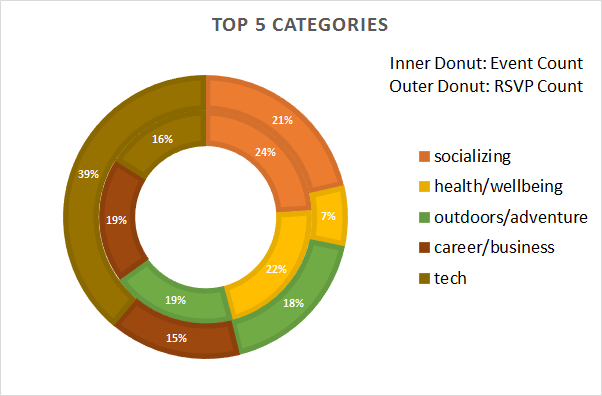 TOP 5 CATEGORIES
Inner Donut: Event Count
Outer Donut: RSVP Count
21%
24%
16%
39%
7%
19%
22%
19%
18%
15%
socializing
health/wellbeing
outdoors/adventure
career/business
tech